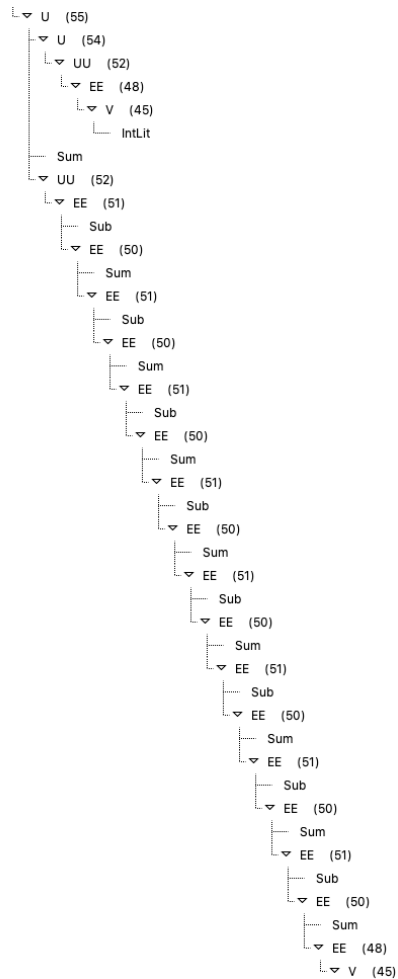 U (55)
U (54)
UU (52)
EE (48)
V (45)
IntLit
Sum
UU (52)
EE (51)
Sub
EE (50)
Sum
EE (51)
Sub
EE (50)
Sum
EE (51)
Sub
EE (50)
Sum
EE (51)
Sub
EE (50)
Sum
EE (51)
Sub
EE (50)
Sum
EE (51)
Sub
EE (50)
Sum
EE (51)
Sub
EE (50)
Sum
EE (51)
Sub
EE (50)
Sum
EE (48)
V (45)